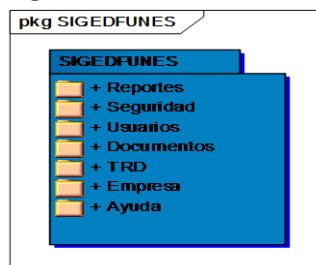 pkg SIGEDFUNES
SIGEDFUNES
+ Reportes
+ Seguridad
+ Usuarios
+ Documentos
+ TRD
+ Empresa
+ Ayuda